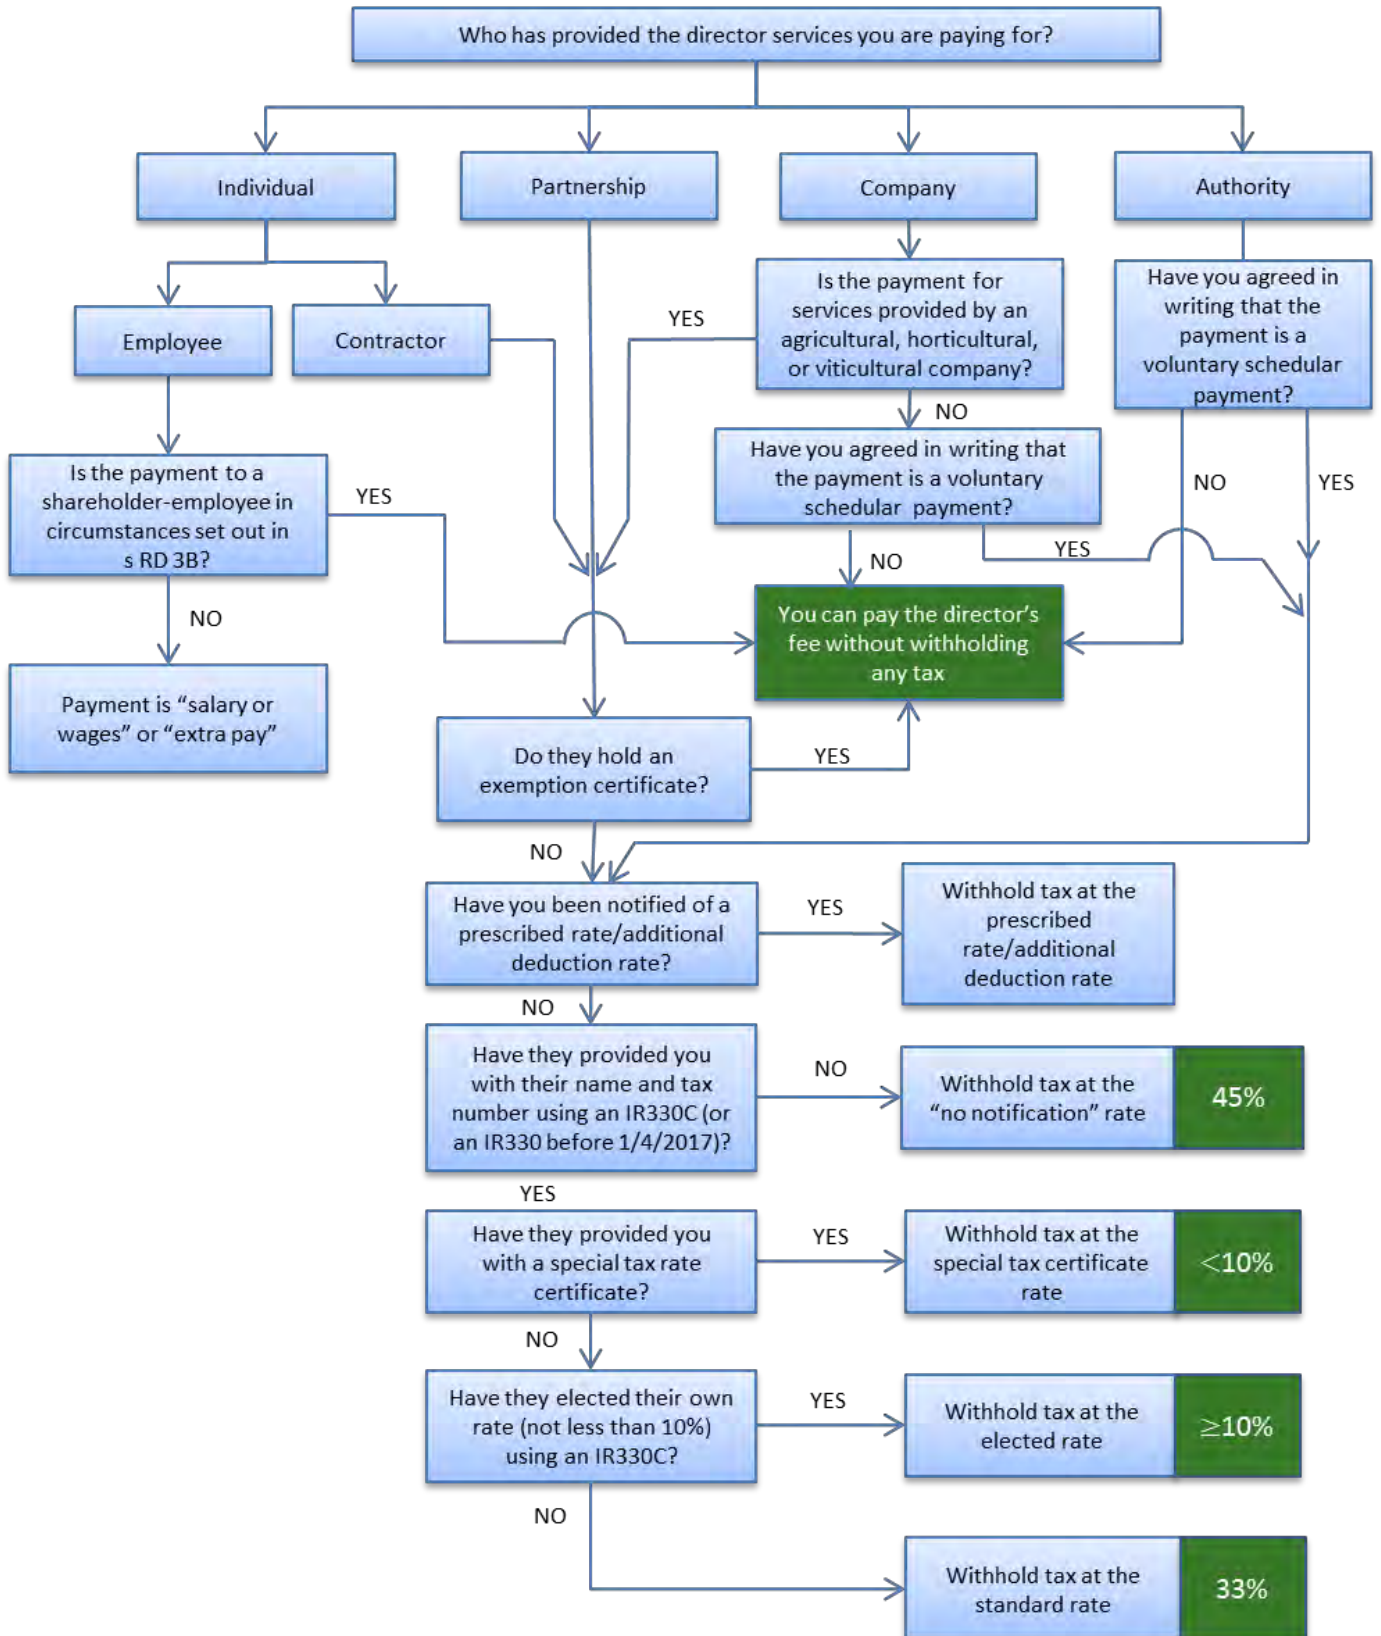 Who has provided the director services you are paying for?
Individual
Partnership
Company
Authority
Employee
Contractor
Is the payment for
services provided by an
agricultural, horticultural,
or viticultural company?
Have you agreed in
writing that the
payment is a
voluntary schedular
payment?
YES
NO
Is the payment to a
shareholder-employee in
circumstances set out in
s RD 3B?
YES
Have you agreed in writing that
the payment is a voluntary
schedular payment?
NO
YES
YES
NO
NO
You can pay the director’s
fee without withholding
any tax
Payment is “salary or
wages” or “extra pay”
Do they hold an
exemption certificate?
YES
NO
Have you been notified of a
prescribed rate/additional
deduction rate?
YES
Withhold tax at the
prescribed
rate/additional
deduction rate
NO
Have they provided you
with their name and tax
number using an IR330C (or
an IR330 before 1/4/2017)?
NO
Withhold tax at the
“no notification” rate
45%
YES
Have they provided you
with a special tax rate
certificate?
YES
Withhold tax at the
special tax certificate
rate
<10%
NO
Have they elected their own
rate (not less than 10%)
using an IR330C?
YES
Withhold tax at the
elected rate
≥10%
NO
Withhold tax at the
standard rate
33%